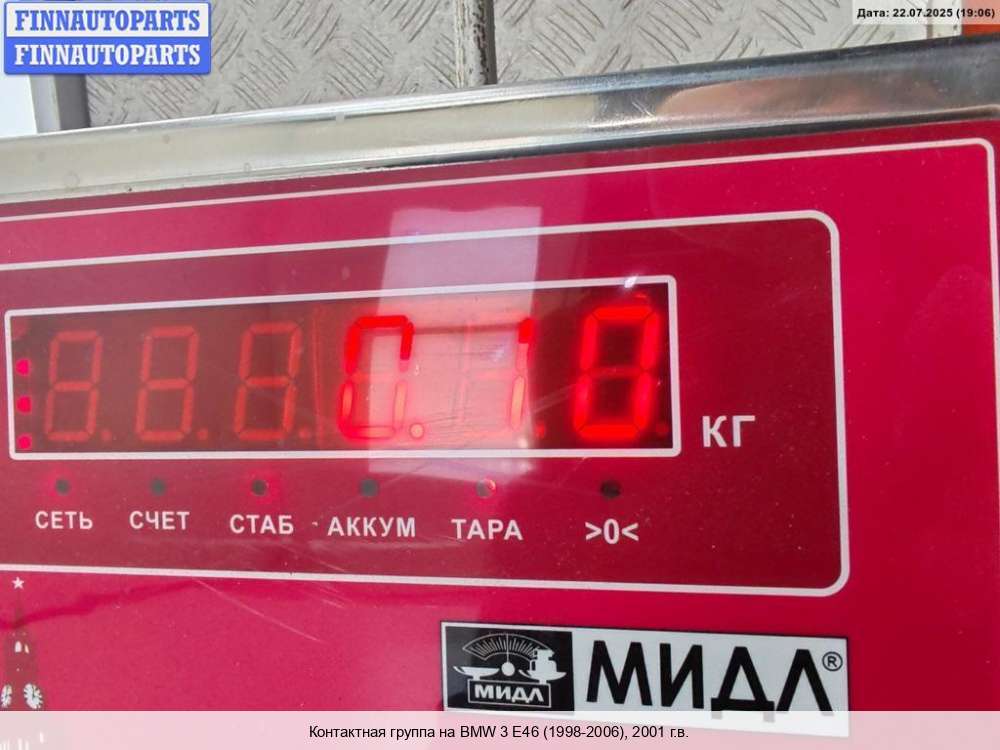 FINNAUTOPARTS
FINNAUTOPARTS
Дата: 22.07.2025 (19:06)
0.10
КГ
СЕТЬ СЧЕТ СТАБ АККУМ ТАРА >0<
МИДЛ
МИДЛ®
Контактная группа на BMW 3 E46 (1998-2006), 2001 г.в.